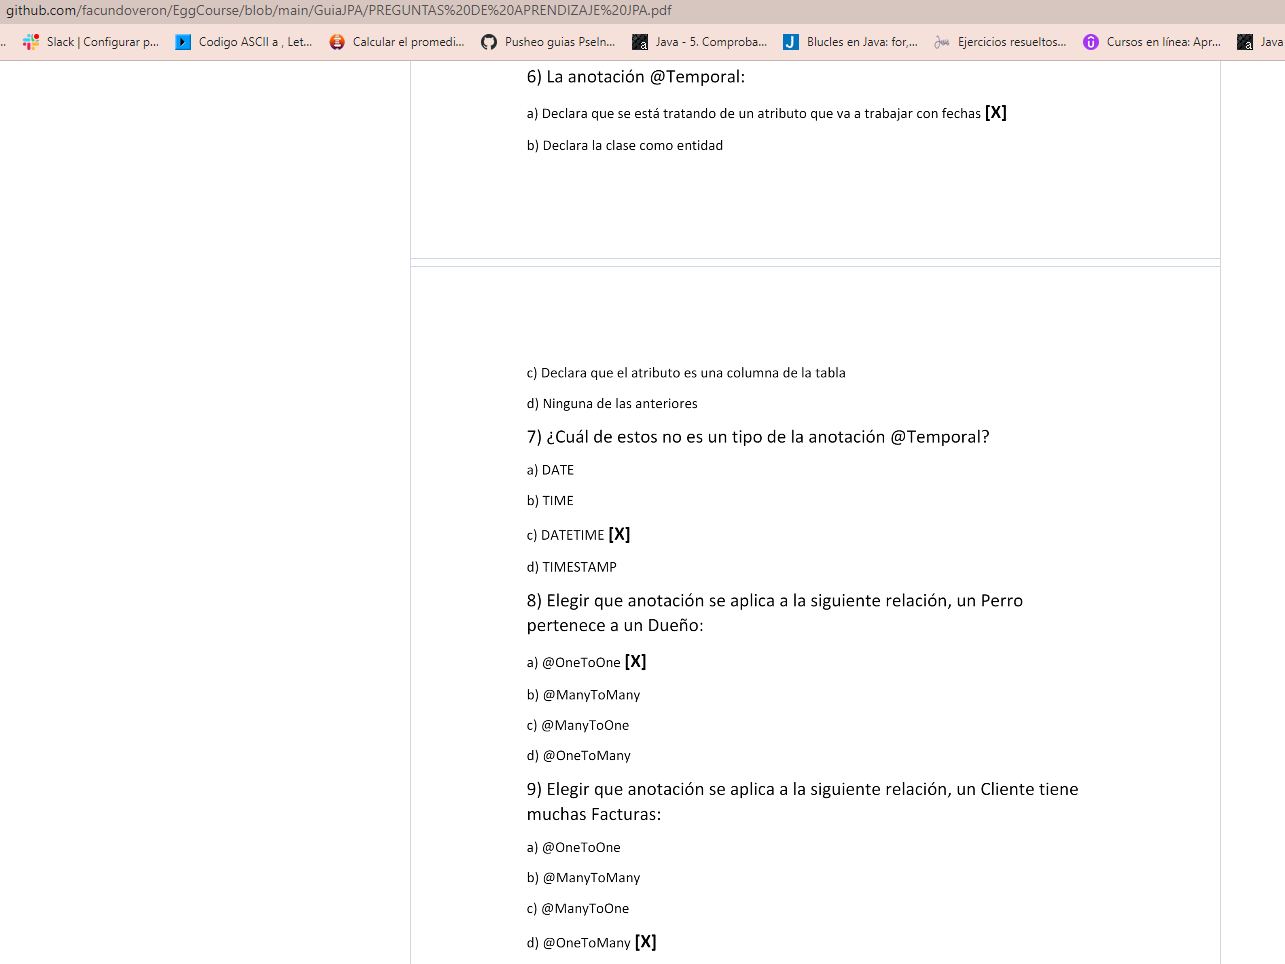 github.com/facundoveron/EggCourse/blob/main/GuiaJPA/PREGUNTAS%20DE%20APRENDIZAJE%20JPA.pdf
.. Slack | Configurar p... Codigo ASCII a , Let... Calcular el promedi... Pusheo guias PseIn... Java - 5. Comproba... Blucles en Java: for,... Ejercicios resueltos... Cursos en línea: Apr... Java
6) La anotación @Temporal:
a) Declara que se está tratando de un atributo que va a trabajar con fechas [X]
b) Declara la clase como entidad
c) Declara que el atributo es una columna de la tabla
d) Ninguna de las anteriores
7) ¿Cuál de estos no es un tipo de la anotación @Temporal?
a) DATE
b) TIME
c) DATETIME [X]
d) TIMESTAMP
8) Elegir que anotación se aplica a la siguiente relación, un Perro
pertenece a un Dueño:
a) @OneToOne [X]
b) @ManyToMany
c) @ManyToOne
d) @OneToMany
9) Elegir que anotación se aplica a la siguiente relación, un Cliente tiene
muchas Facturas:
a) @OneToOne
b) @ManyToMany
c) @ManyToOne
d) @OneToMany [X]